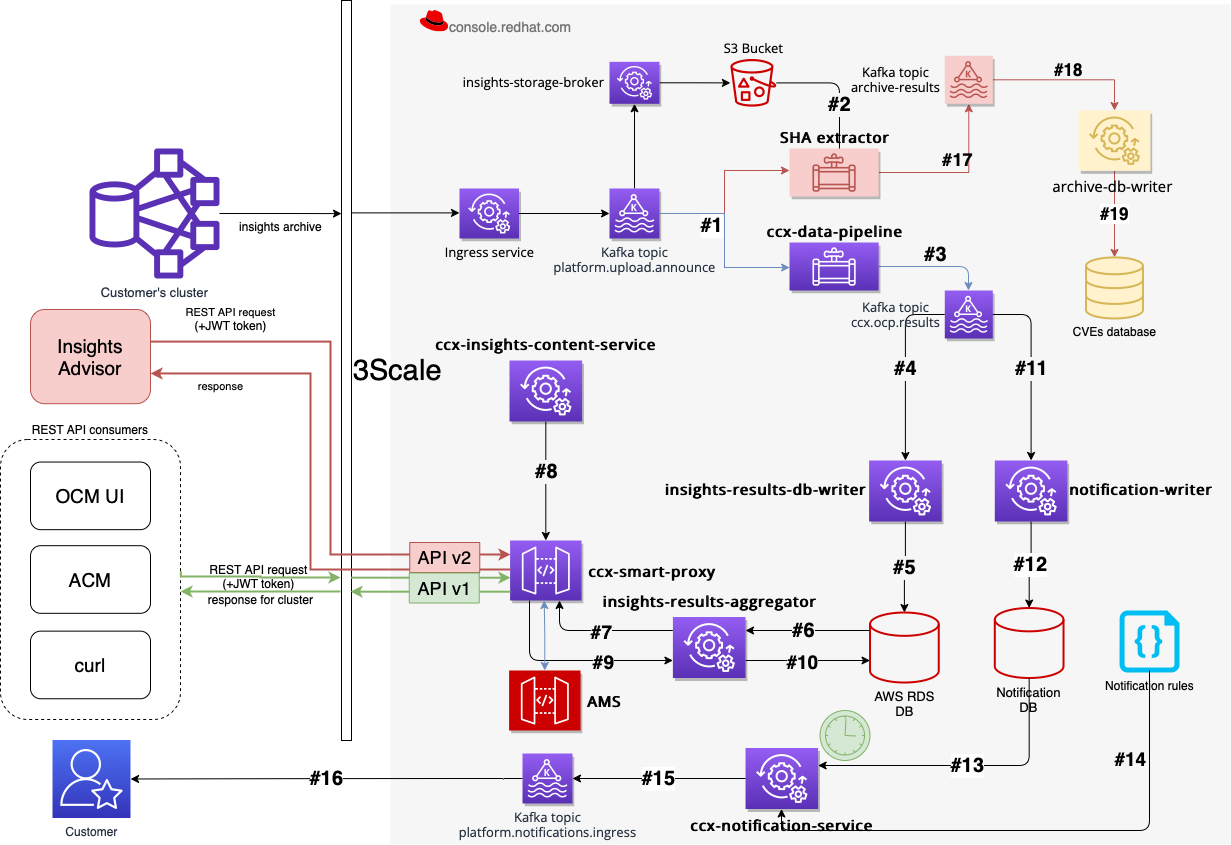 console.redhat.com
S3 Bucket
insights-storage-broker
Kafka topic
archive-results
#18
#2
SHA extractor
#17
archive-db-writer
insights archive
Ingress service
#1
Kafka topic
platform.upload.announce
ccx-data-pipeline
#3
#19
Customer's cluster
Kafka topic
ccx.ocp.results
CVEs database
REST API request
(+JWT token)
Insights
Advisor
response
3Scale
ccx-insights-content-service
#4
#11
REST API consumers
#8
OCM UI
insights-results-db-writer
notification-writer
ACM
REST API request
(+JWT token)
response for cluster
API v2
API v1
ccx-smart-proxy
#5
#12
insights-results-aggregator
curl
#7
#6
#9
#10
AMS
AWS RDS
DB
Notification
DB
Notification rules
K
K
K
K
#16
#15
#13
#14
Customer
Kafka topic
platform.notifications.ingress
ccx-notification-service